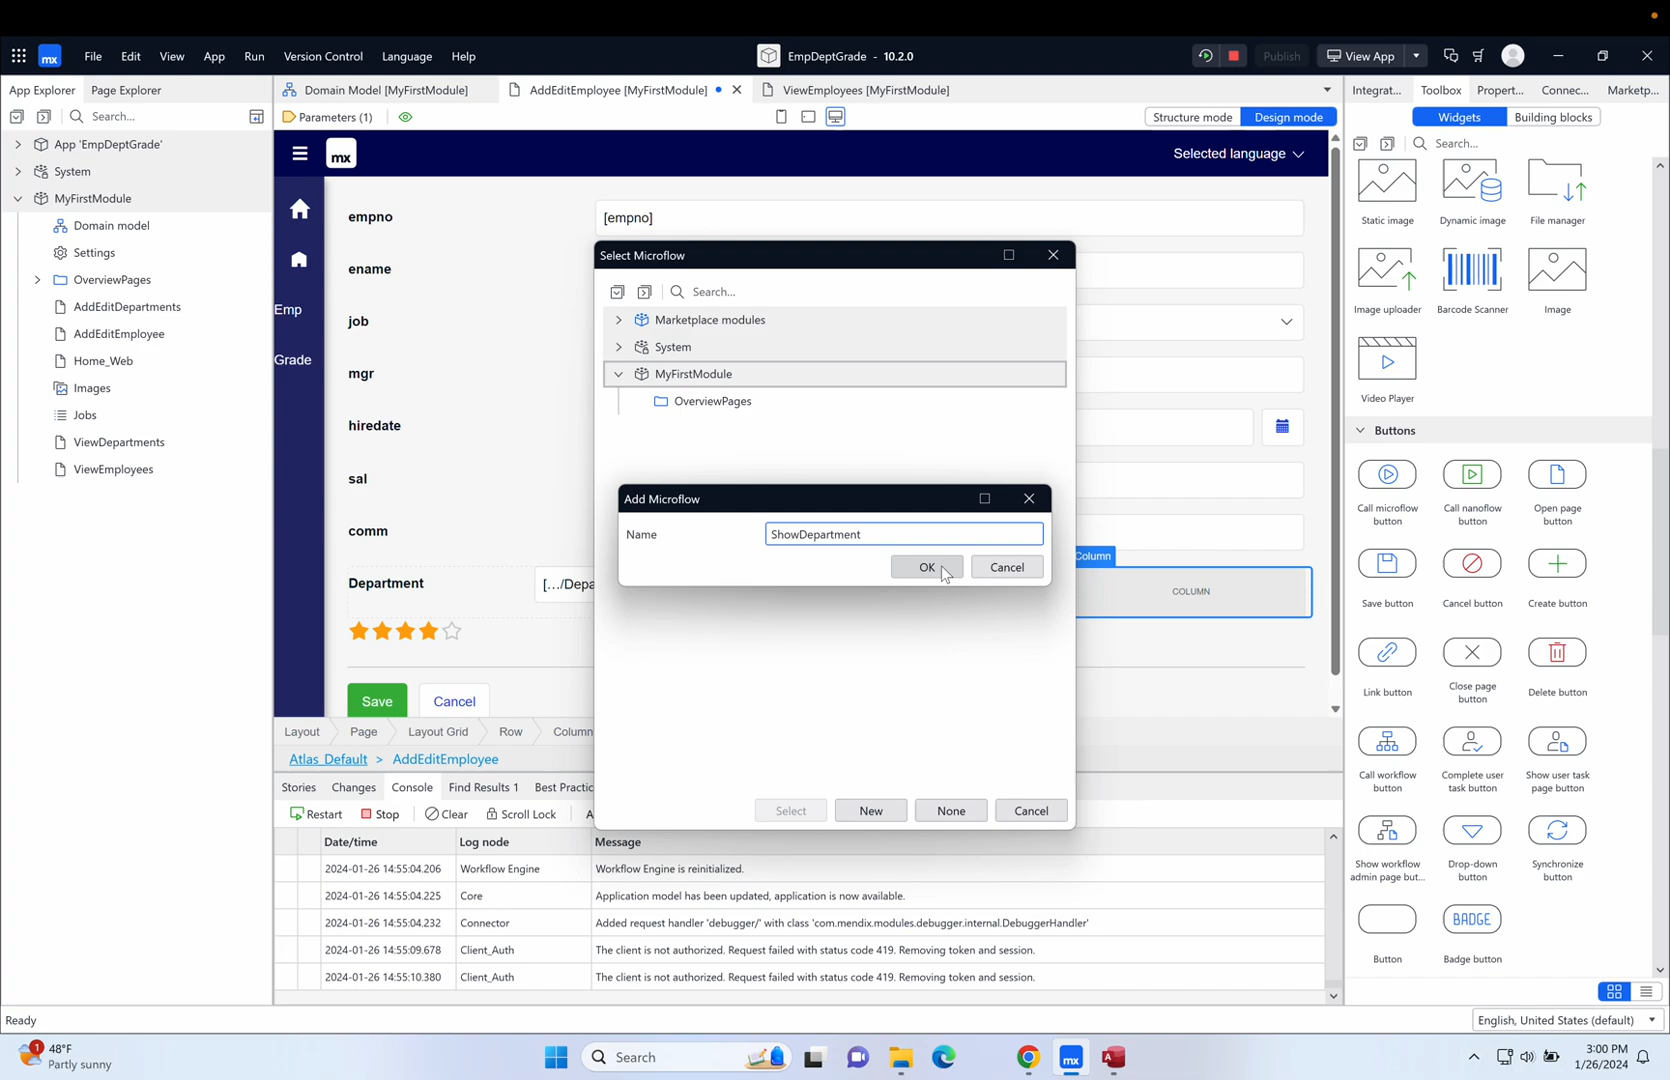 mx
File
Edit
View
App
Run
Version Control
Language
Help
EmpDeptGrade - 10.2.0
Publish
View App
App Explorer
Page Explorer
Domain Model [MyFirstModule]
AddEditEmployee [MyFirstModule]
ViewEmployees [MyFirstModule]
Integrat...
Toolbox
Propert...
Connec...
Marketp...
Search...
Parameters (1)
Structure mode
Design mode
Widgets
Building blocks
App 'EmpDeptGrade'
System
MyFirstModule
Domain model
Settings
OverviewPages
AddEditDepartments
AddEditEmployee
Home_Web
Images
Jobs
ViewDepartments
ViewEmployees
mx
Selected language
Emp
Grade
empno
[empno]
ename
job
mgr
hiredate
sal
comm
Department
[.../Depa
Column
COLUMN
Save
Cancel
Select Microflow
Search...
Marketplace modules
System
MyFirstModule
OverviewPages
Add Microflow
Name
ShowDepartment
OK
Cancel
Select
New
None
Cancel
Layout
Page
Layout Grid
Row
Column
Atlas_Default > AddEditEmployee
Stories
Changes
Console
Find Results 1
Best Practic
Restart
Stop
Clear
Scroll Lock
A
Date/time
Log node
Message
2024-01-26 14:55:04.206
Workflow Engine
Workflow Engine is reinitialized.
2024-01-26 14:55:04.225
Core
Application model has been updated, application is now available.
2024-01-26 14:55:04.232
Connector
Added request handler 'debugger/' with class 'com.mendix.modules.debugger.internal.DebuggerHandler'
2024-01-26 14:55:09.678
Client_Auth
The client is not authorized. Request failed with status code 419. Removing token and session.
2024-01-26 14:55:10.380
Client_Auth
The client is not authorized. Request failed with status code 419. Removing token and session.
Search...
Static image
Dynamic image
File manager
Image uploader
Barcode Scanner
Image
Video Player
Buttons
Call microflow
button
Call nanoflow
button
Open page
button
Save button
Cancel button
Create button
Link button
Close page
button
Delete button
Call workflow
button
Complete user
task button
Show user task
page button
Show workflow
admin page but...
Drop-down
button
Synchronize
button
BADGE
Button
Badge button
Ready
English, United States (default)
1
48°F
Partly sunny
Search
mx
3:00 PM
1/26/2024